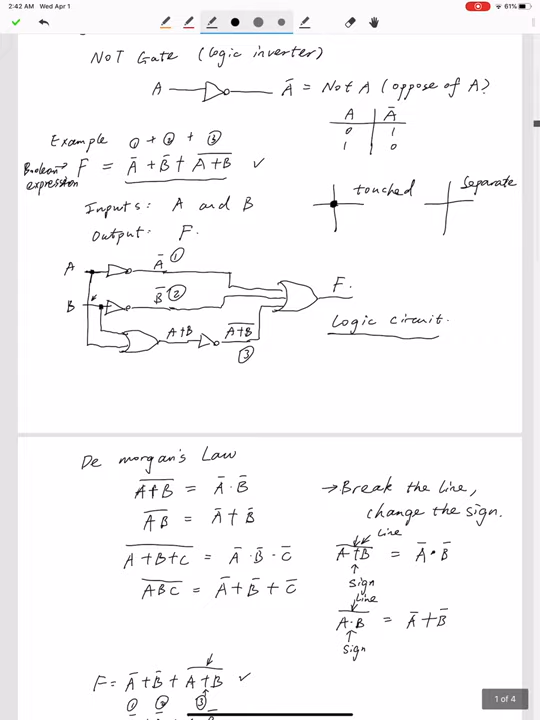 2:42 AM Wed Apr 1
61%
NOT Gate (logic inverter)
A Ā = Not A (oppose of A?
A Ā
0 1
1 0
Example ① + ② + ③
Boolean→ F = Ā + B̄ + A̅+̅B̅ ✓
expression
touched separate
Inputs: A and B
Output: F.
A Ā ①
B B̄ ②
F.
A+B A̅+̅B̅
③
Logic circuit.
De morgan's Law
A̅+̅B̅ = Ā · B̄
A̅B̅ = Ā + B̄
A̅+̅B̅+̅C̅ = Ā · B̄ · C̄
A̅B̅C̅ = Ā + B̄ + C̄
→ Break the line,
change the sign.
line
A̅+̅B̅ = Ā · B̄
↑
sign
line
A̅·̅B̅ = Ā + B̄
↑
sign
F = Ā + B̄ + A̅+̅B̅ ✓
① ② ③
1 of 4